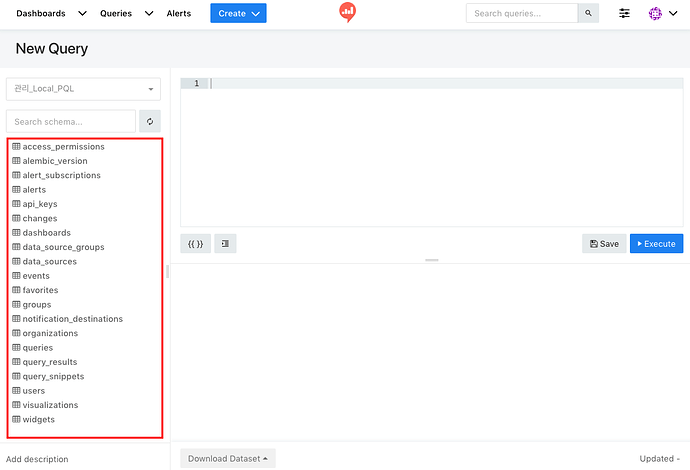 Dashboards Queries Alerts Create Search queries...
New Query
관리_Local_PQL
Search schema...
access_permissions
alembic_version
alert_subscriptions
alerts
api_keys
changes
dashboards
data_source_groups
data_sources
events
favorites
groups
notification_destinations
organizations
queries
query_results
query_snippets
users
visualizations
widgets
Add description
1
{{ }} Save Execute
Download Dataset Updated -